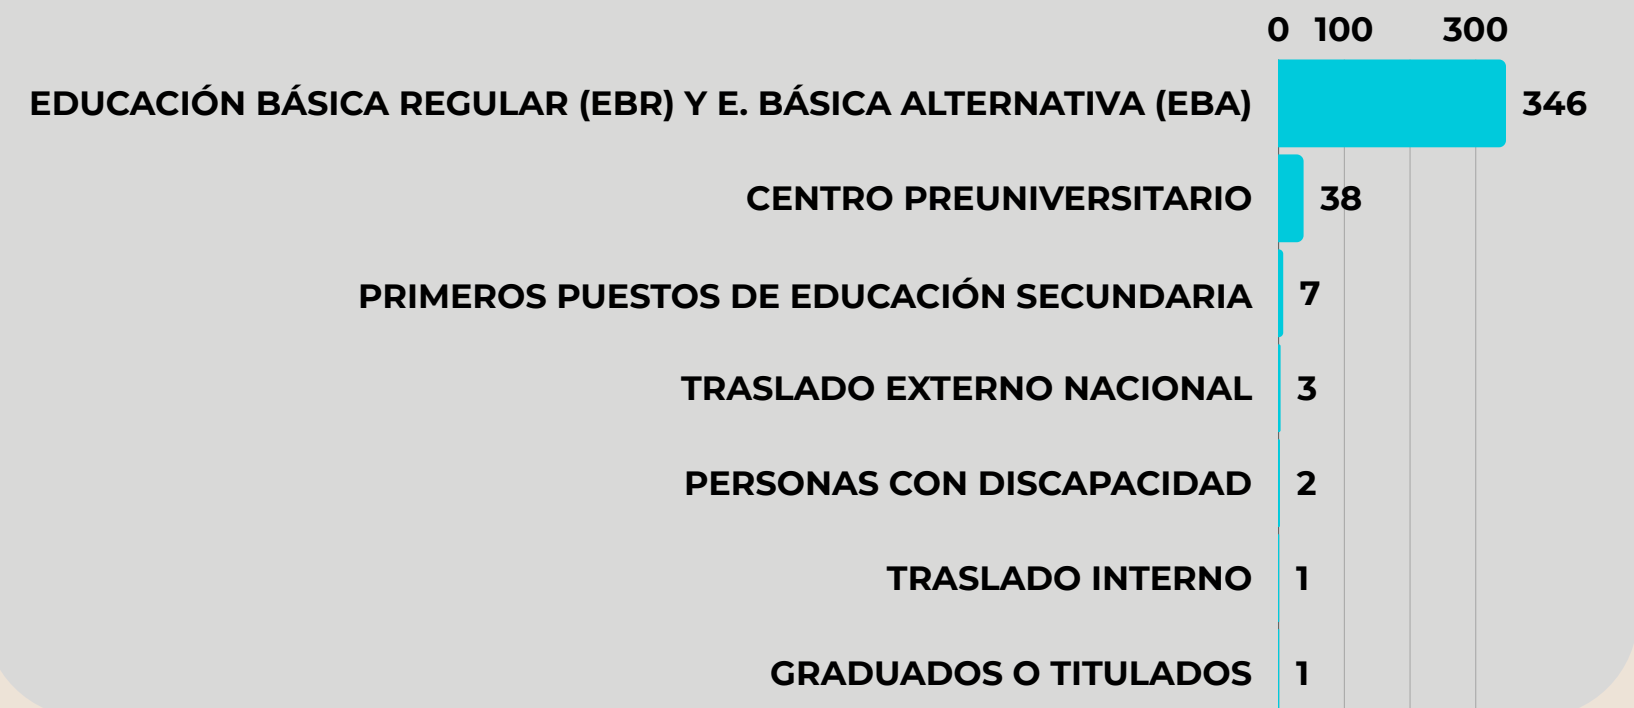 0 100 300
EDUCACIÓN BÁSICA REGULAR (EBR) Y E. BÁSICA ALTERNATIVA (EBA) 346
CENTRO PREUNIVERSITARIO 38
PRIMEROS PUESTOS DE EDUCACIÓN SECUNDARIA 7
TRASLADO EXTERNO NACIONAL 3
PERSONAS CON DISCAPACIDAD 2
TRASLADO INTERNO 1
GRADUADOS O TITULADOS 1